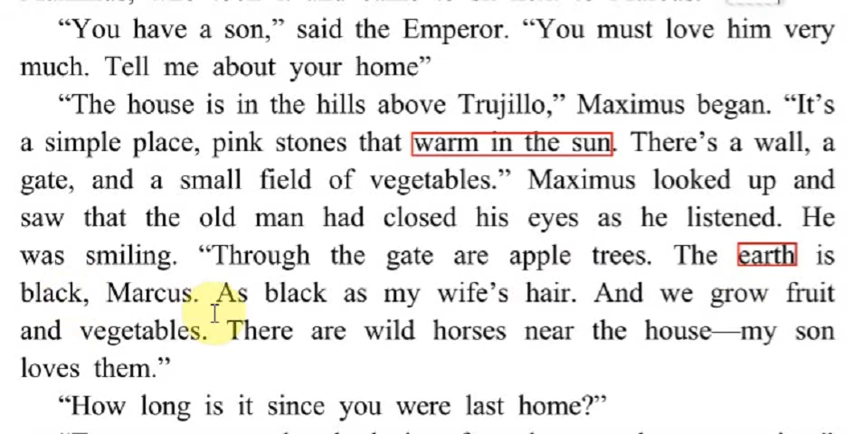 “You have a son,” said the Emperor. “You must love him very
much. Tell me about your home”
“The house is in the hills above Trujillo,” Maximus began. “It’s
a simple place, pink stones that warm in the sun. There’s a wall, a
gate, and a small field of vegetables.” Maximus looked up and
saw that the old man had closed his eyes as he listened. He
was smiling. “Through the gate are apple trees. The earth is
black, Marcus. As black as my wife’s hair. And we grow fruit
and vegetables. There are wild horses near the house—my son
loves them.”
“How long is it since you were last home?”